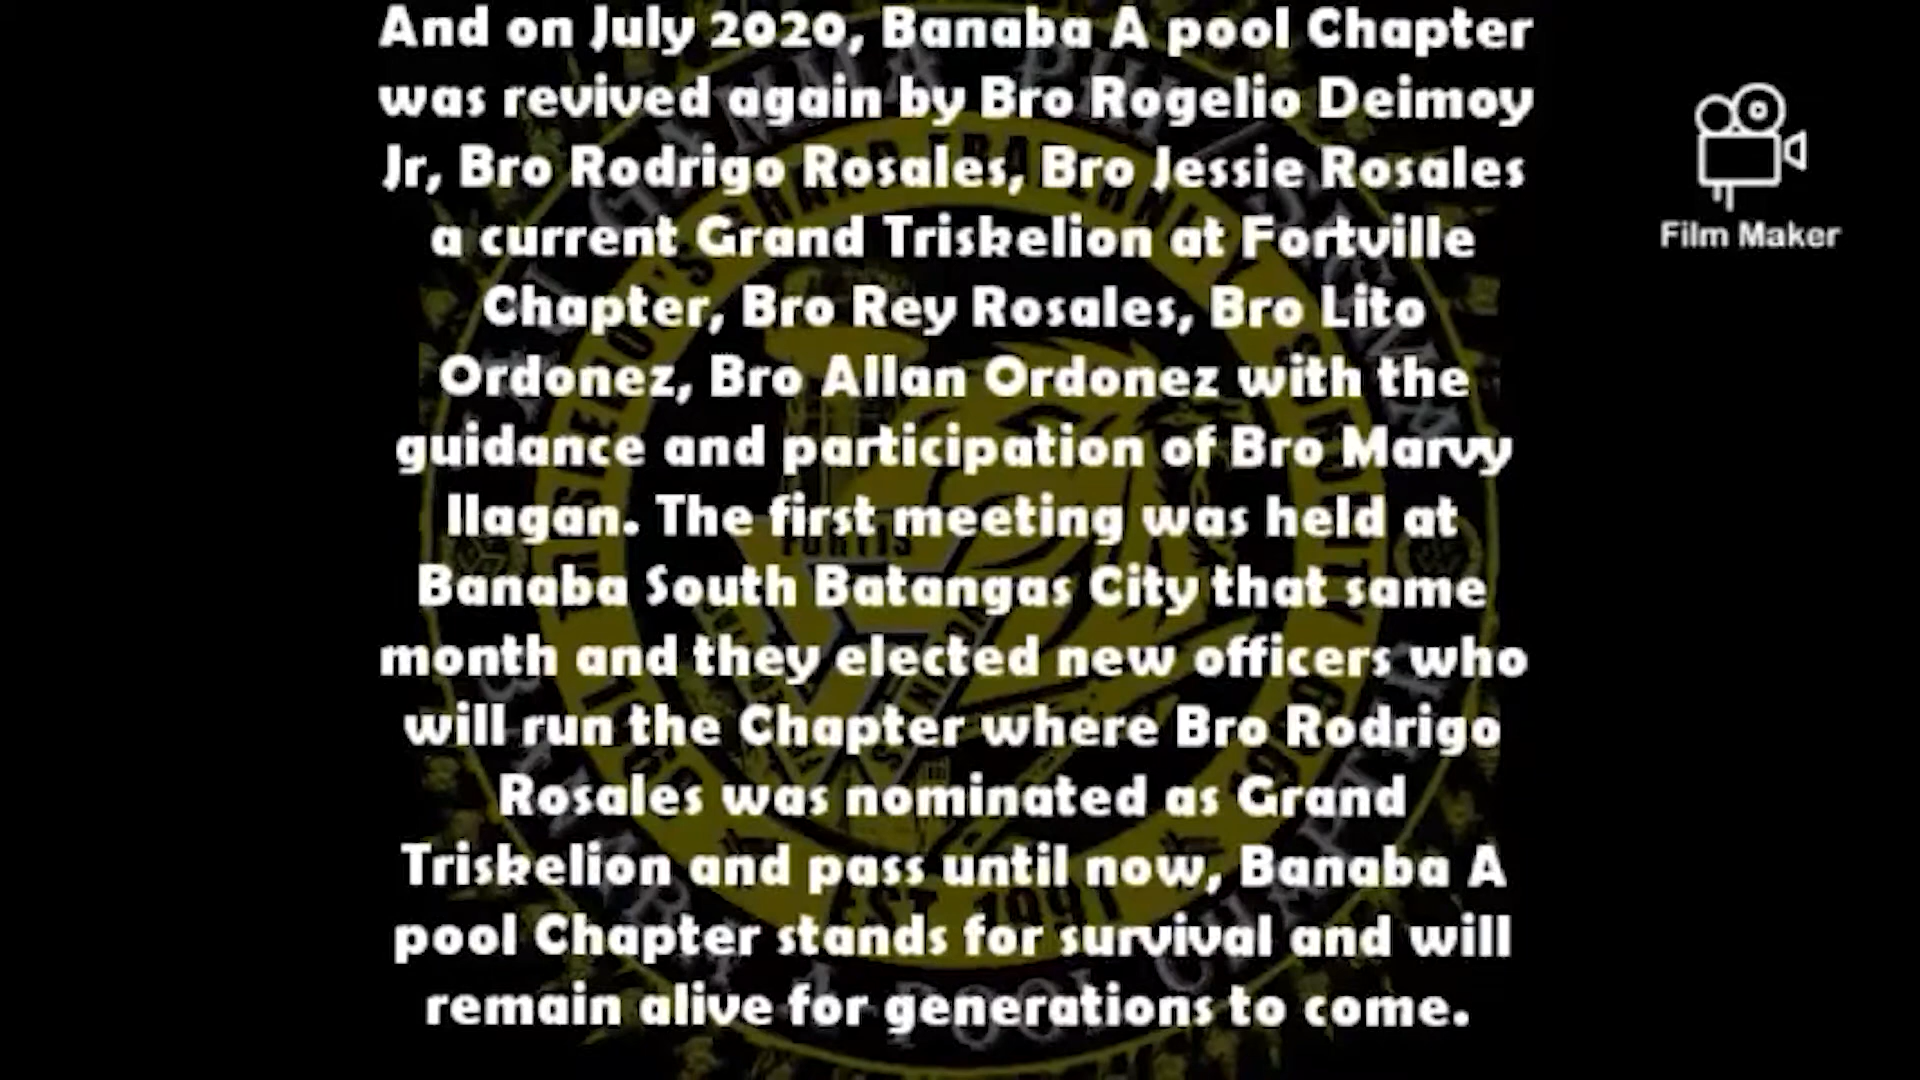 And on July 2020, Banaba A pool Chapter
was revived again by Bro Rogelio Deimoy
Jr, Bro Rodrigo Rosales, Bro Jessie Rosales
a current Grand Triskelion at Fortville
Chapter, Bro Rey Rosales, Bro Lito
Ordonez, Bro Allan Ordonez with the
guidance and participation of Bro Marvy
Ilagan. The first meeting was held at
Banaba South Batangas City that same
month and they elected new officers who
will run the Chapter where Bro Rodrigo
Rosales was nominated as Grand
Triskelion and pass until now, Banaba A
pool Chapter stands for survival and will
remain alive for generations to come.
Film Maker
FORTIS
EST 1991